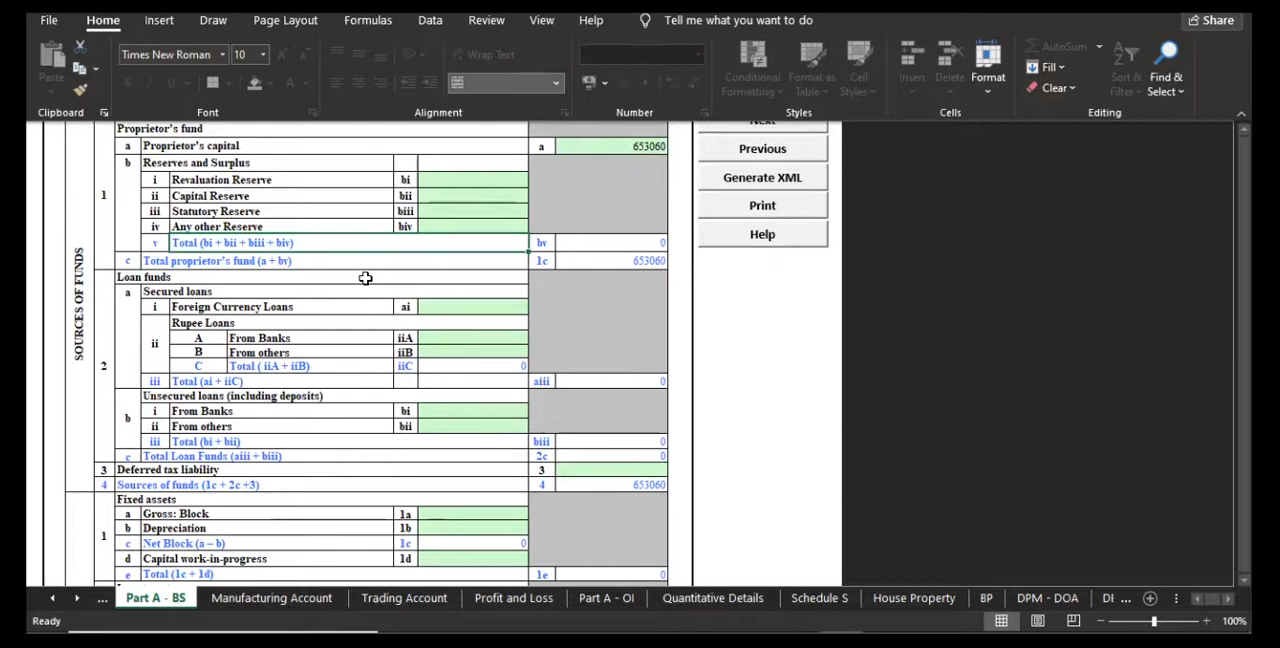 File Home Insert Draw Page Layout Formulas Data Review View Help Tell me what you want to do Share
Times New Roman 10 Wrap Text AutoSum
Paste Conditional Formatting Format as Table Cell Styles Insert Delete Format Fill Sort & Filter Find & Select
Clear
Clipboard Font Alignment Number Styles Cells Editing
SOURCES OF FUNDS
Proprietor's fund
1
a Proprietor's capital a 653060
b Reserves and Surplus
i Revaluation Reserve bi
ii Capital Reserve bii
iii Statutory Reserve biii
iv Any other Reserve biv
v Total (bi + bii + biii + biv) bv 0
c Total proprietor's fund (a + bv) 1c 653060
2
Loan funds
a Secured loans
i Foreign Currency Loans ai
ii Rupee Loans
A From Banks iiA
B From others iiB
C Total ( iiA + iiB) iiC 0
iii Total (ai + iiC) aiii 0
b Unsecured loans (including deposits)
i From Banks bi
ii From others bii
iii Total (bi + bii) biii 0
c Total Loan Funds (aiii + biii) 2c 0
3 Deferred tax liability 3
4 Sources of funds (1c + 2c +3) 4 653060
1
Fixed assets
a Gross: Block 1a
b Depreciation 1b
c Net Block (a – b) 1c 0
d Capital work-in-progress 1d
e Total (1c + 1d) 1e 0
Next
Previous
Generate XML
Print
Help
... Part A - BS Manufacturing Account Trading Account Profit and Loss Part A - OI Quantitative Details Schedule S House Property BP DPM - DOA DI ...
Ready 100%